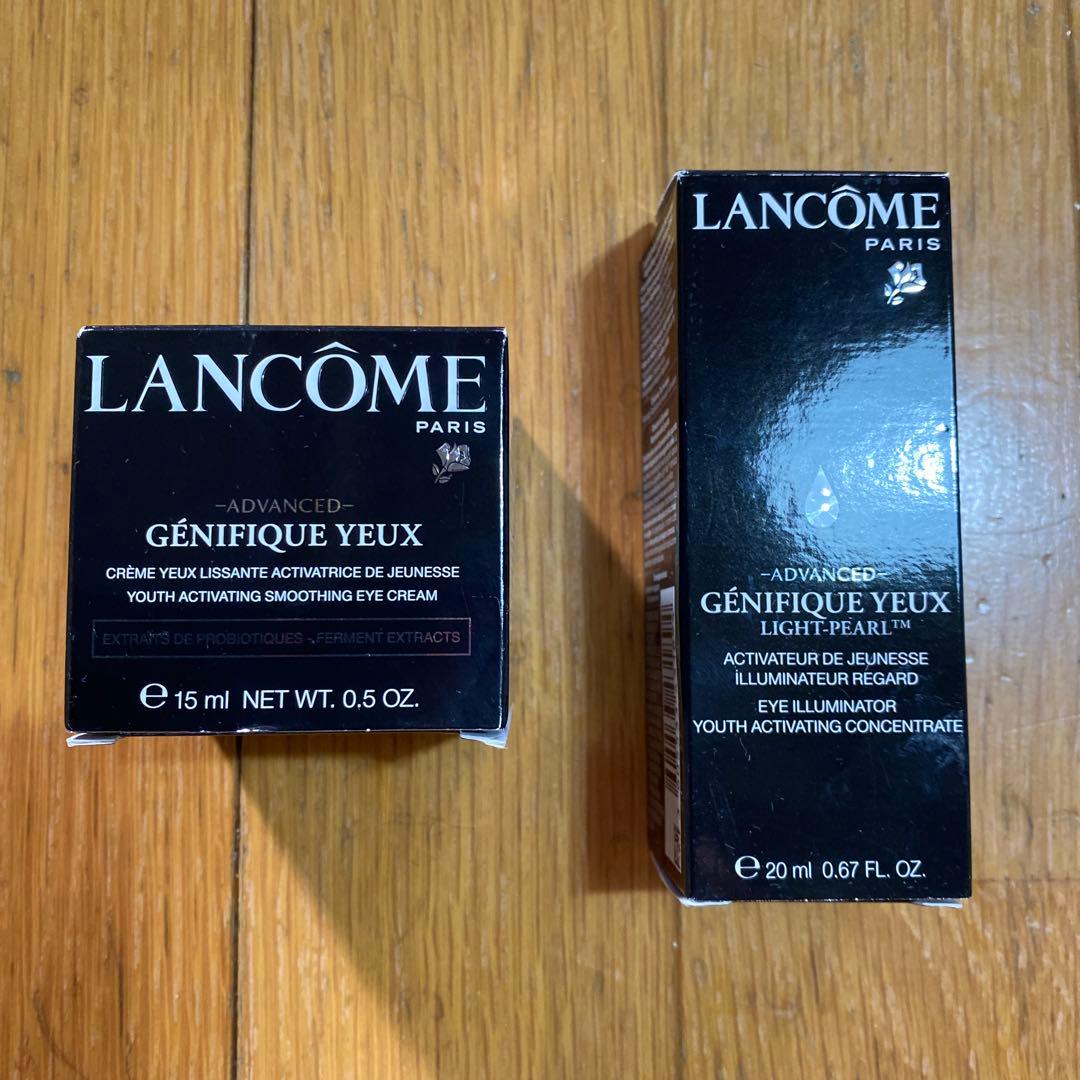 LANCÔME
PARIS
–ADVANCED–
GÉNIFIQUE YEUX
CRÈME YEUX LISSANTE ACTIVATRICE DE JEUNESSE
YOUTH ACTIVATING SMOOTHING EYE CREAM
EXTRAITS DE PROBIOTIQUES - FERMENT EXTRACTS
℮ 15 ml NET WT. 0.5 OZ.
LANCÔME
PARIS
–ADVANCED–
GÉNIFIQUE YEUX
LIGHT-PEARL™
ACTIVATEUR DE JEUNESSE
ILLUMINATEUR REGARD
EYE ILLUMINATOR
YOUTH ACTIVATING CONCENTRATE
℮ 20 ml 0.67 FL. OZ.